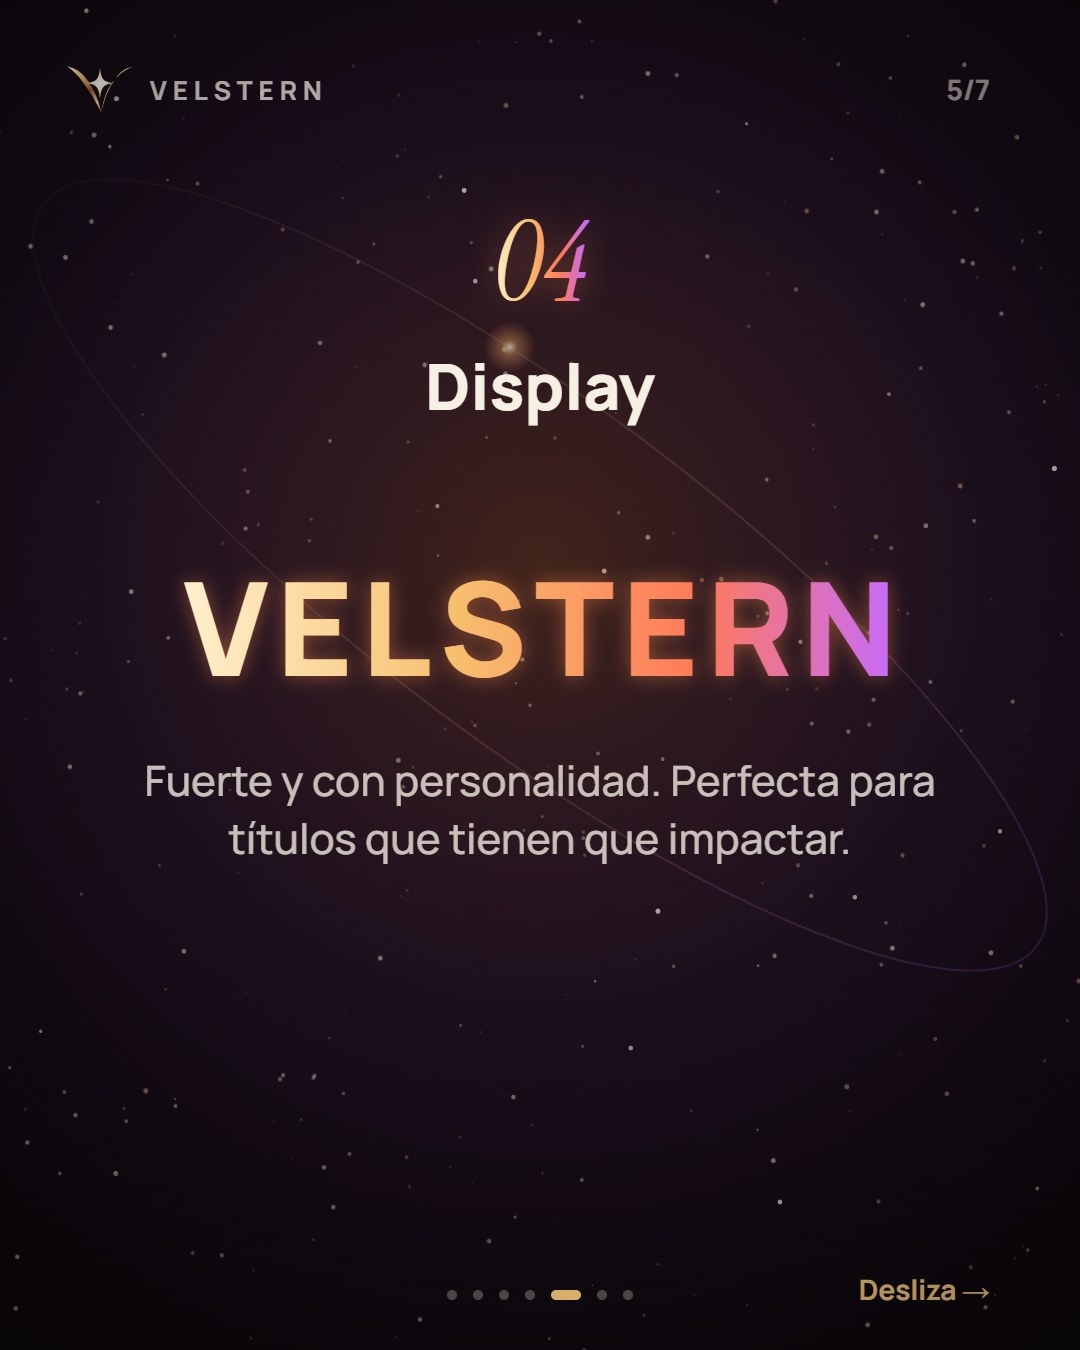 VELSTERN
5/7
04
Display
VELSTERN
Fuerte y con personalidad. Perfecta para
títulos que tienen que impactar.
Desliza →